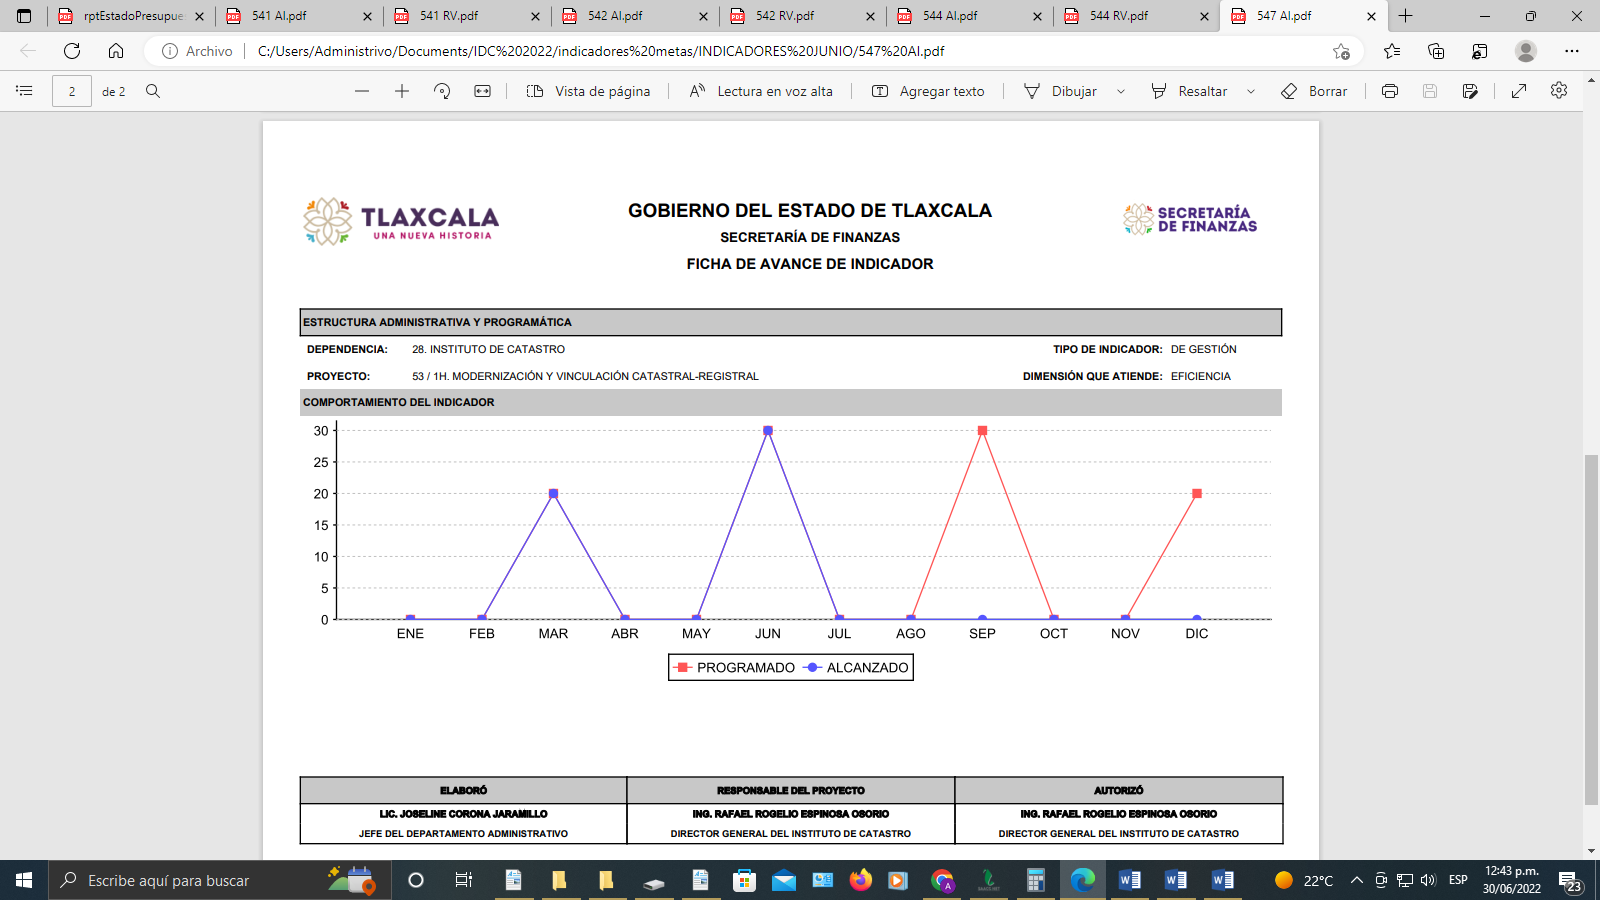 rptEstadoPresupue
541 AI.pdf
541 RV.pdf
542 AI.pdf
542 RV.pdf
544 AI.pdf
544 RV.pdf
547 AI.pdf
Archivo
C:/Users/Administrivo/Documents/IDC%202022/indicadores%20metas/INDICADORES%20JUNIO/547%20AI.pdf
2
de 2
Vista de página
Lectura en voz alta
Agregar texto
Dibujar
Resaltar
Borrar
TLAXCALA
UNA NUEVA HISTORIA
GOBIERNO DEL ESTADO DE TLAXCALA
SECRETARÍA DE FINANZAS
FICHA DE AVANCE DE INDICADOR
SECRETARÍA
DE FINANZAS
ESTRUCTURA ADMINISTRATIVA Y PROGRAMÁTICA
DEPENDENCIA: 28. INSTITUTO DE CATASTRO TIPO DE INDICADOR: DE GESTIÓN
PROYECTO: 53 / 1H. MODERNIZACIÓN Y VINCULACIÓN CATASTRAL-REGISTRAL DIMENSIÓN QUE ATIENDE: EFICIENCIA
COMPORTAMIENTO DEL INDICADOR
30
25
20
15
10
5
0
ENE FEB MAR ABR MAY JUN JUL AGO SEP OCT NOV DIC
PROGRAMADO ALCANZADO
ELABORÓ RESPONSABLE DEL PROYECTO AUTORIZÓ
LIC. JOSELINE CORONA JARAMILLO ING. RAFAEL ROGELIO ESPINOSA OSORIO ING. RAFAEL ROGELIO ESPINOSA OSORIO
JEFE DEL DEPARTAMENTO ADMINISTRATIVO DIRECTOR GENERAL DEL INSTITUTO DE CATASTRO DIRECTOR GENERAL DEL INSTITUTO DE CATASTRO
Escribe aquí para buscar
22°C
ESP
12:43 p.m.
30/06/2022
23